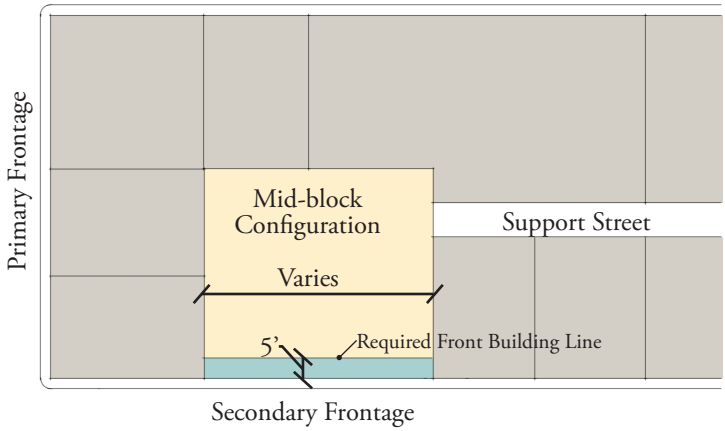 Primary Frontage
Mid-block
Configuration
Support Street
Varies
5'
Required Front Building Line
Secondary Frontage